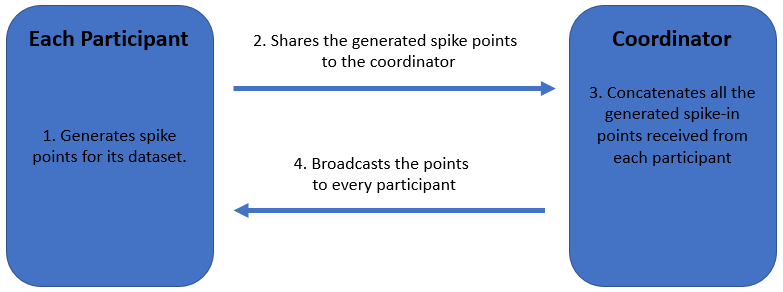 Each Participant
1. Generates spike
points for its dataset.
2. Shares the generated spike points
to the coordinator
Coordinator
3. Concatenates all the
generated spike-in
points received from
each participant
4. Broadcasts the points
to every participant